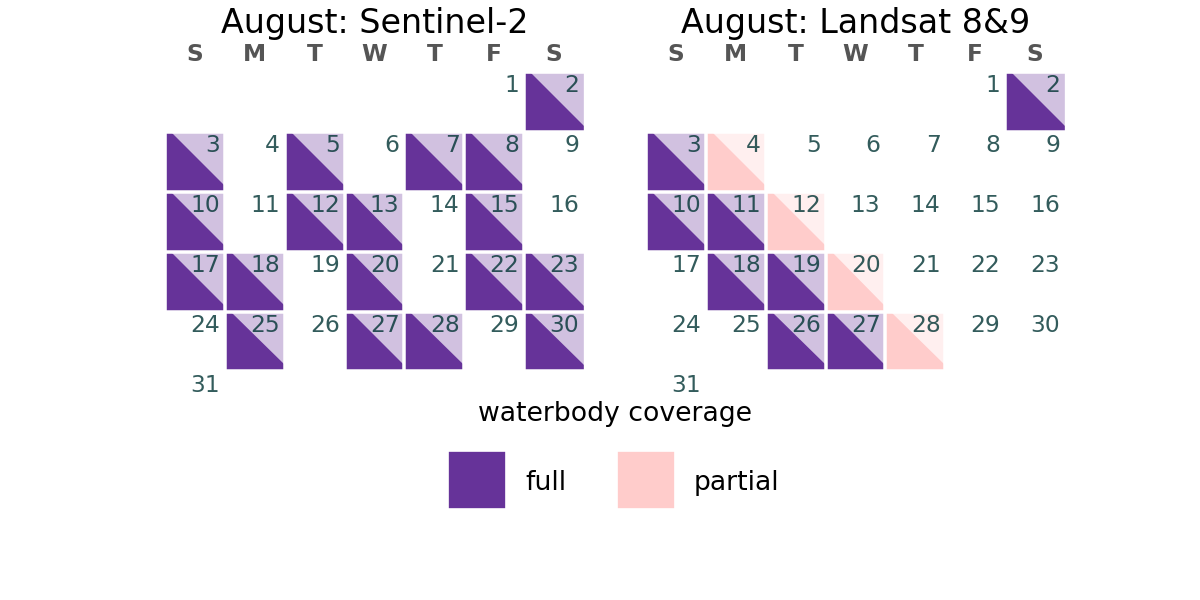 August: Sentinel-2
S M T W T F S
1 2
3 4 5 6 7 8 9
10 11 12 13 14 15 16
17 18 19 20 21 22 23
24 25 26 27 28 29 30
31
August: Landsat 8&9
S M T W T F S
1 2
3 4 5 6 7 8 9
10 11 12 13 14 15 16
17 18 19 20 21 22 23
24 25 26 27 28 29 30
31
waterbody coverage
full
partial